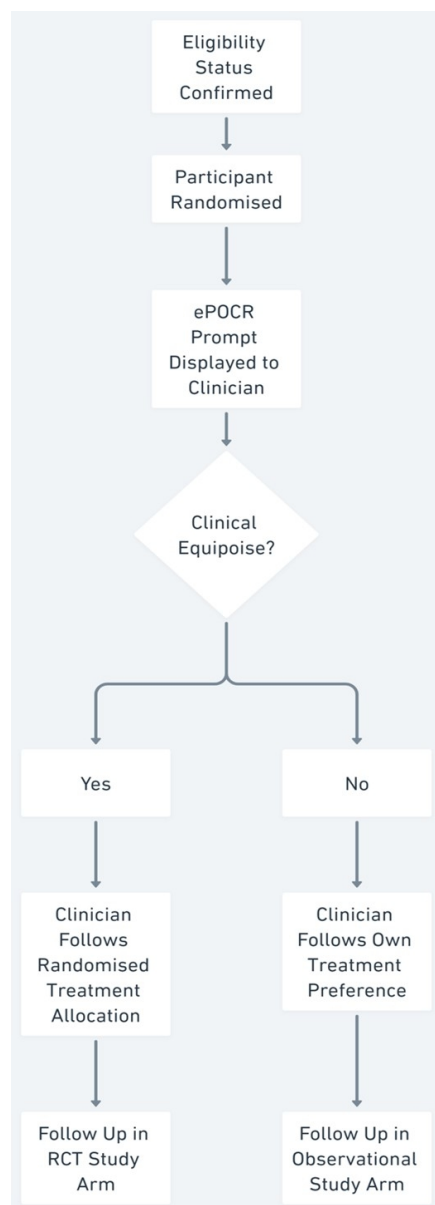 Eligibility
Status
Confirmed
Participant
Randomised
ePOCR
Prompt
Displayed to
Clinician
Clinical
Equipoise?
Yes
No
Clinician
Follows
Randomised
Treatment
Allocation
Clinician
Follows Own
Treatment
Preference
Follow Up in
RCT Study
Arm
Follow Up in
Observational
Study Arm